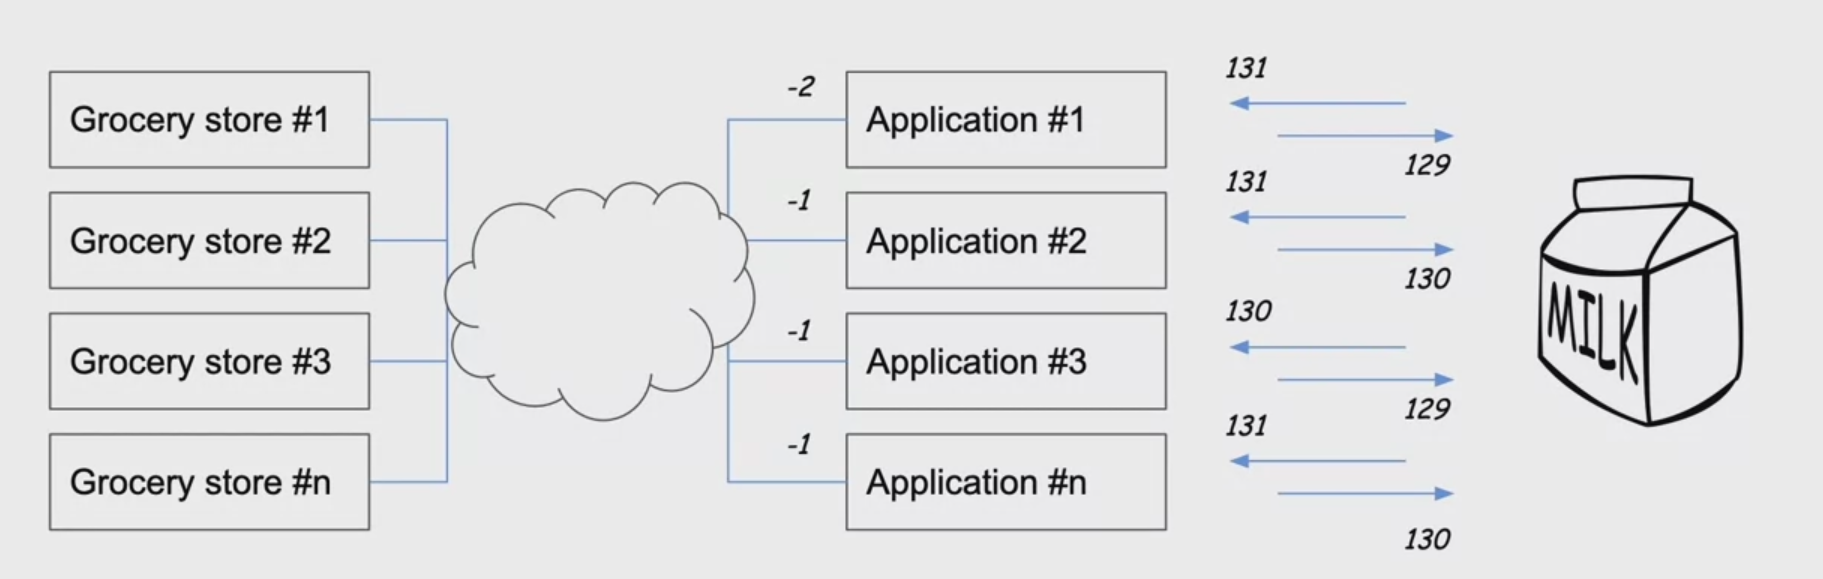 131
-2
Grocery store #1
Application #1
129
131
-1
Grocery store #2
Application #2
130
130
-1
Grocery store #3
Application #3
129
131
-1
Grocery store #n
Application #n
130
MILK